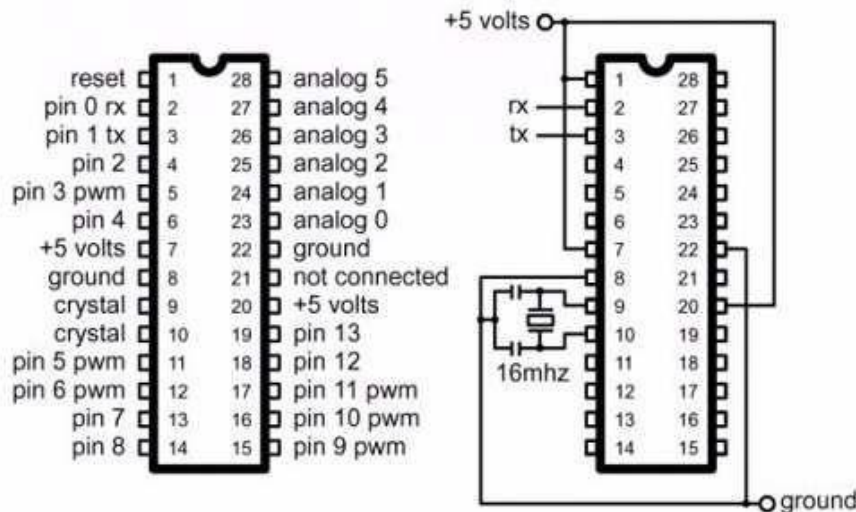 +5 volts
reset 1 28 analog 5 1 28
pin 0 rx 2 27 analog 4 rx 2 27
pin 1 tx 3 26 analog 3 tx 3 26
pin 2 4 25 analog 2 4 25
pin 3 pwm 5 24 analog 1 5 24
pin 4 6 23 analog 0 6 23
+5 volts 7 22 ground 7 22
ground 8 21 not connected 8 21
crystal 9 20 +5 volts 9 20
crystal 10 19 pin 13 10 19
pin 5 pwm 11 18 pin 12 16mhz 11 18
pin 6 pwm 12 17 pin 11 pwm 12 17
pin 7 13 16 pin 10 pwm 13 16
pin 8 14 15 pin 9 pwm 14 15
ground